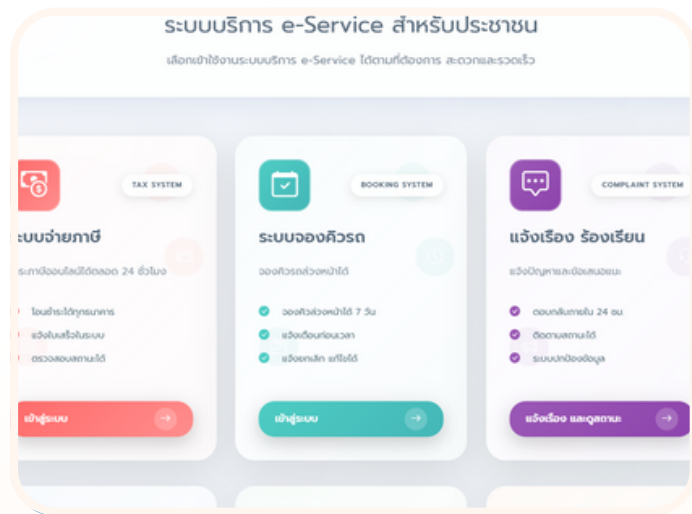 ระบบบริการ e-Service สำหรับประชาชน
เลือกเข้าใช้งานระบบบริการ e-Service ได้ตามที่ต้องการ สะดวกและรวดเร็ว
TAX SYSTEM
ระบบจ่ายภาษี
ระภาษีออนไลน์ได้ตลอด 24 ชั่วโมง
โอนชำระได้ทุกธนาคาร
แจ้งใบเสร็จในระบบ
ตรวจสอบสถานะได้
เข้าสู่ระบบ
BOOKING SYSTEM
ระบบจองคิวรถ
จองคิวรถล่วงหน้าได้
จองคิวล่วงหน้าได้ 7 วัน
แจ้งเตือนก่อนเวลา
แจ้งยกเลิก แก้ไขได้
เข้าสู่ระบบ
COMPLAINT SYSTEM
แจ้งเรื่อง ร้องเรียน
แจ้งปัญหาและข้อเสนอแนะ
ตอบกลับภายใน 24 ชม
ติดตามสถานะได้
ระบบปกป้องข้อมูล
แจ้งเรื่อง และดูสถานะ